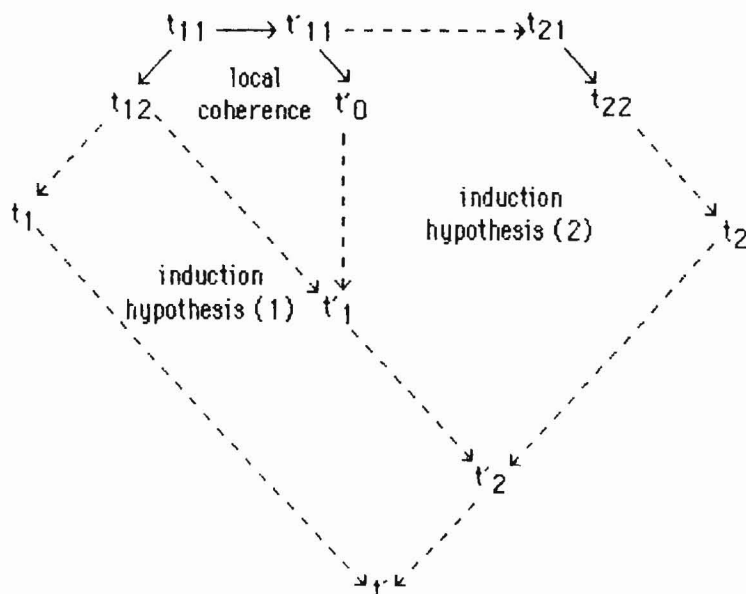 t11 t′11 t21
local
coherence
t12 t′0 t22
t1
induction
hypothesis (2)
t2
induction
hypothesis (1)
t′1
t′2